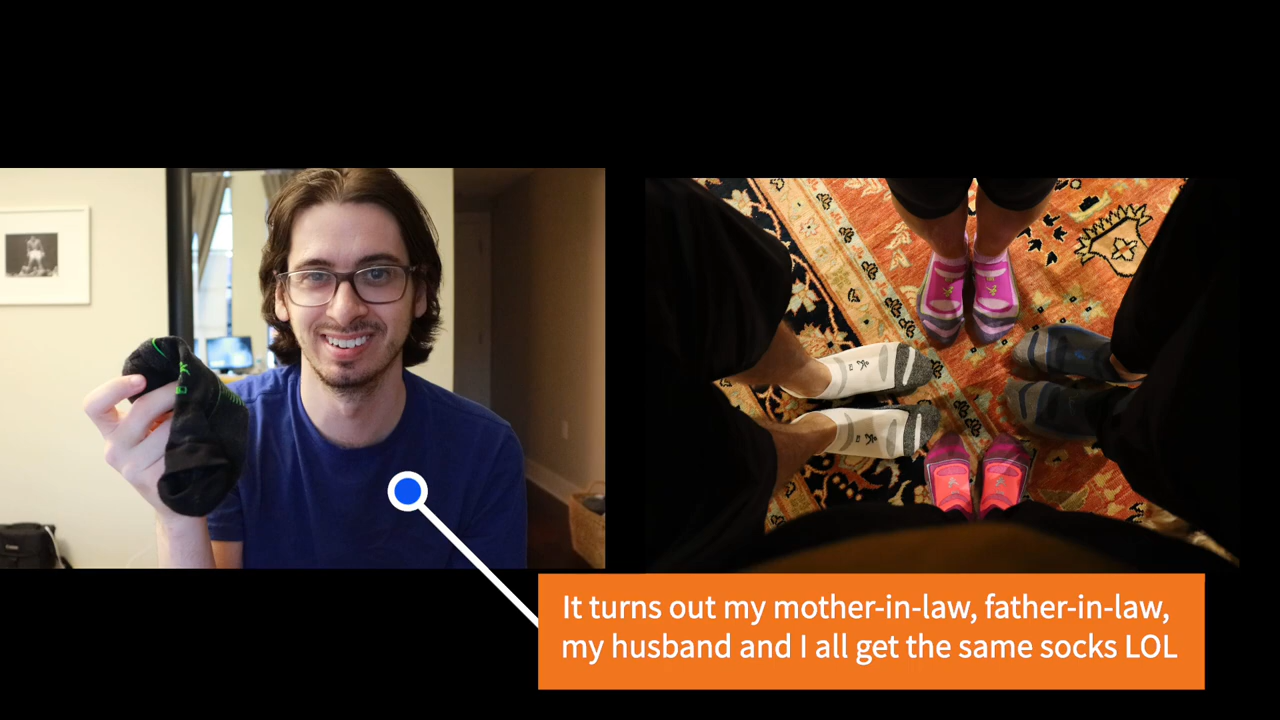 It turns out my mother-in-law, father-in-law,
my husband and I all get the same socks LOL